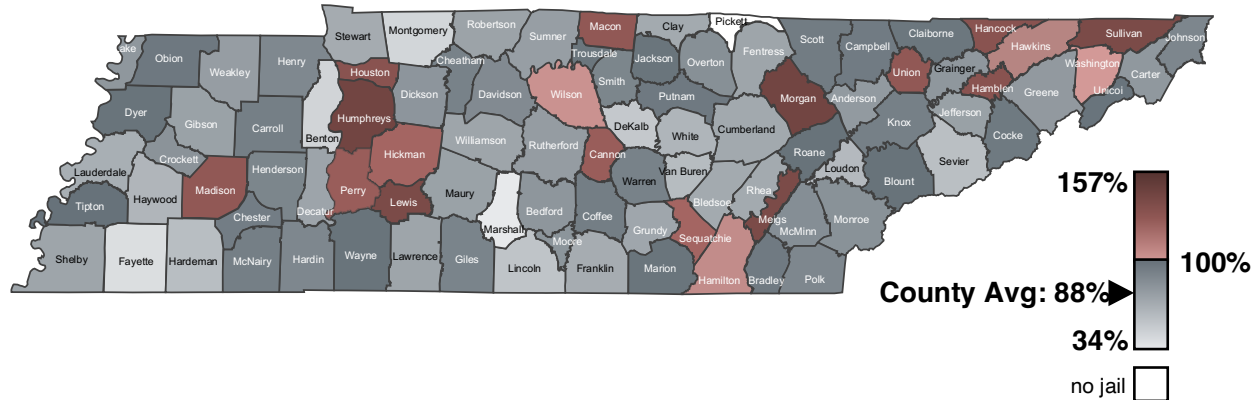 Stewart
Montgomery
Robertson
Sumner
Macon
Clay
Pickett
Scott
Campbell
Claiborne
Hancock
Hawkins
Sullivan
Johnson
ake
Obion
Weakley
Henry
Houston
Cheatham
Trousdale
Jackson
Overton
Fentress
Union
Grainger
Hamblen
Washington
Carter
Unicoi
Dyer
Gibson
Carroll
Benton
Humphreys
Dickson
Davidson
Wilson
Smith
Putnam
Morgan
Anderson
Jefferson
Greene
Cocke
Knox
Crockett
Lauderdale
Haywood
Madison
Henderson
Decatur
Perry
Hickman
Williamson
Rutherford
Cannon
DeKalb
White
Cumberland
Roane
Loudon
Blount
Sevier
Tipton
Chester
Lewis
Maury
Marshall
Bedford
Coffee
Warren
Van Buren
Bledsoe
Rhea
Meigs
McMinn
Monroe
Shelby
Fayette
Hardeman
McNairy
Hardin
Wayne
Lawrence
Giles
Lincoln
Moore
Franklin
Grundy
Sequatchie
Marion
Hamilton
Bradley
Polk
157%
100%
County Avg: 88%
34%
no jail